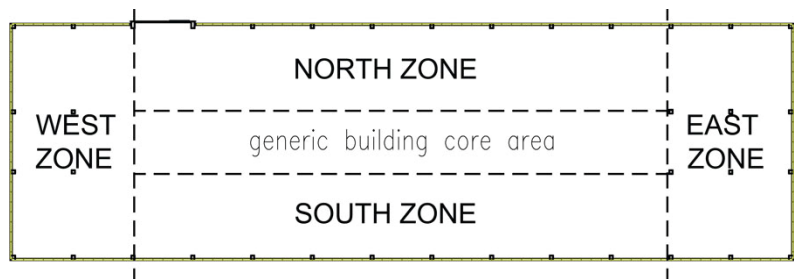 NORTH ZONE
WEST
ZONE
generic building core area
EAST
ZONE
SOUTH ZONE